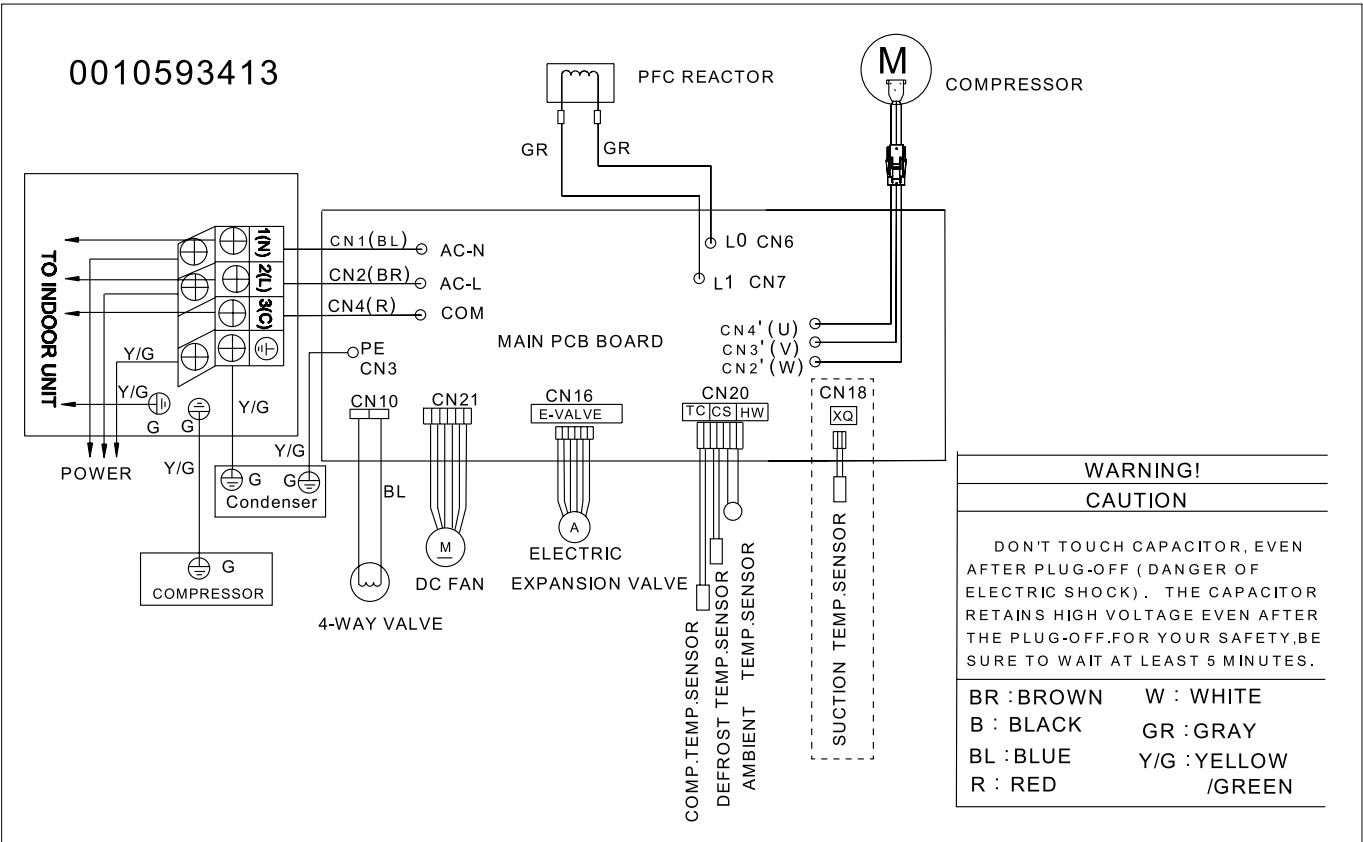 0010593413
PFC REACTOR
M
COMPRESSOR
GR
GR
TO INDOOR UNIT
1(N)
2(L)
3(C)
CN1(BL)
AC-N
CN2(BR)
AC-L
CN4(R)
COM
L0 CN6
L1 CN7
MAIN PCB BOARD
CN4'(U)
CN3'(V)
CN2'(W)
PE
CN3
Y/G
Y/G
G
G
Y/G
POWER
Y/G
Y/G
G
G
Condenser
G
COMPRESSOR
CN10
BL
4-WAY VALVE
CN21
M
DC FAN
CN16
E-VALVE
A
ELECTRIC
EXPANSION VALVE
CN20
TC CS HW
COMP.TEMP.SENSOR
DEFROST TEMP.SENSOR
AMBIENT TEMP.SENSOR
CN18
XQ
SUCTION TEMP.SENSOR
WARNING!
CAUTION
DON'T TOUCH CAPACITOR, EVEN
AFTER PLUG-OFF ( DANGER OF
ELECTRIC SHOCK). THE CAPACITOR
RETAINS HIGH VOLTAGE EVEN AFTER
THE PLUG-OFF.FOR YOUR SAFETY,BE
SURE TO WAIT AT LEAST 5 MINUTES.
BR : BROWN W : WHITE
B : BLACK GR : GRAY
BL : BLUE Y/G : YELLOW
R : RED /GREEN